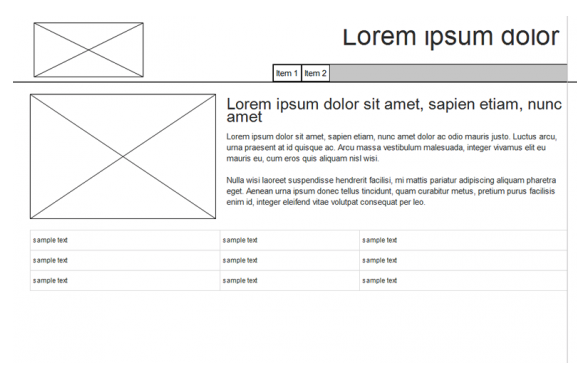 Lorem ipsum dolor
Item 1 Item 2
Lorem ipsum dolor sit amet, sapien etiam, nunc
amet
Lorem ipsum dolor sit amet, sapien etiam, nunc amet dolor ac odio mauris justo. Luctus arcu,
urna praesent at id quisque ac. Arcu massa vestibulum malesuada, integer vivamus elit eu
mauris eu, cum eros quis aliquam nisl wisi.
Nulla wisi laoreet suspendisse hendrerit facilisi, mi mattis pariatur adipiscing aliquam pharetra
eget. Aenean urna ipsum donec tellus tincidunt, quam curabitur metus, pretium purus facilisis
enim id, integer eleifend vitae volutpat consequat per leo.
sample text sample text sample text
sample text sample text sample text
sample text sample text sample text